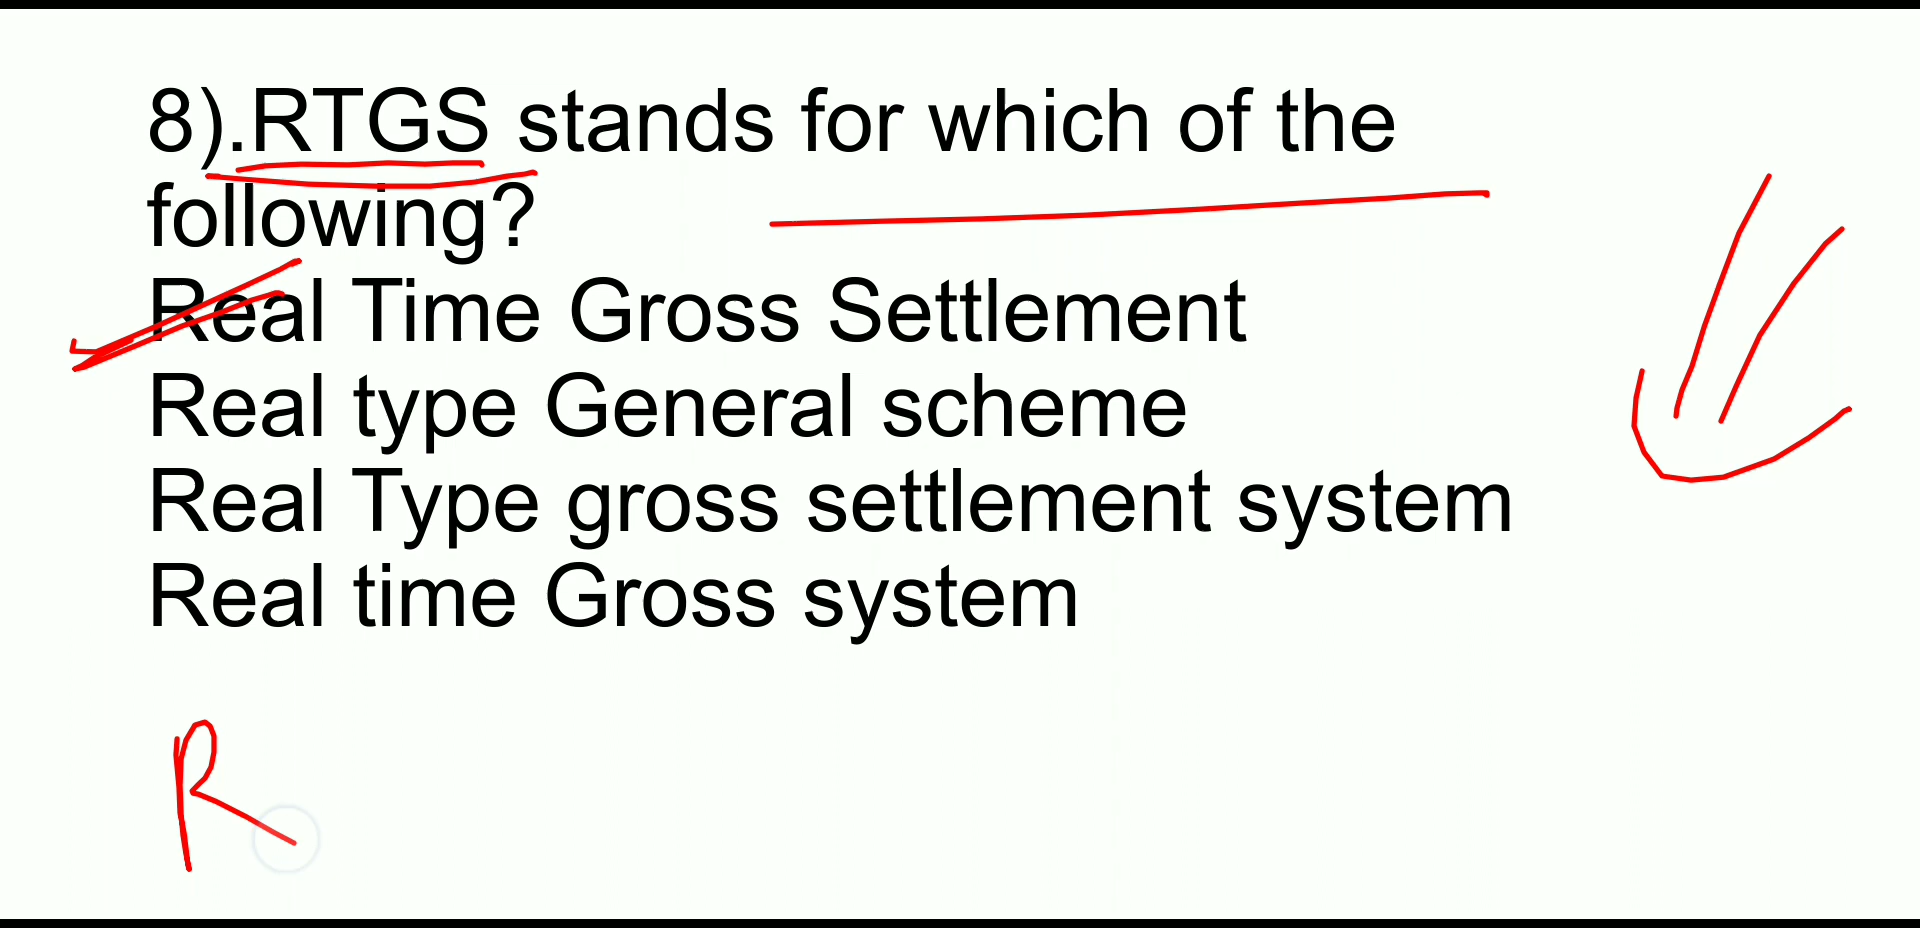 8).RTGS stands for which of the
following?
Real Time Gross Settlement
Real type General scheme
Real Type gross settlement system
Real time Gross system
R